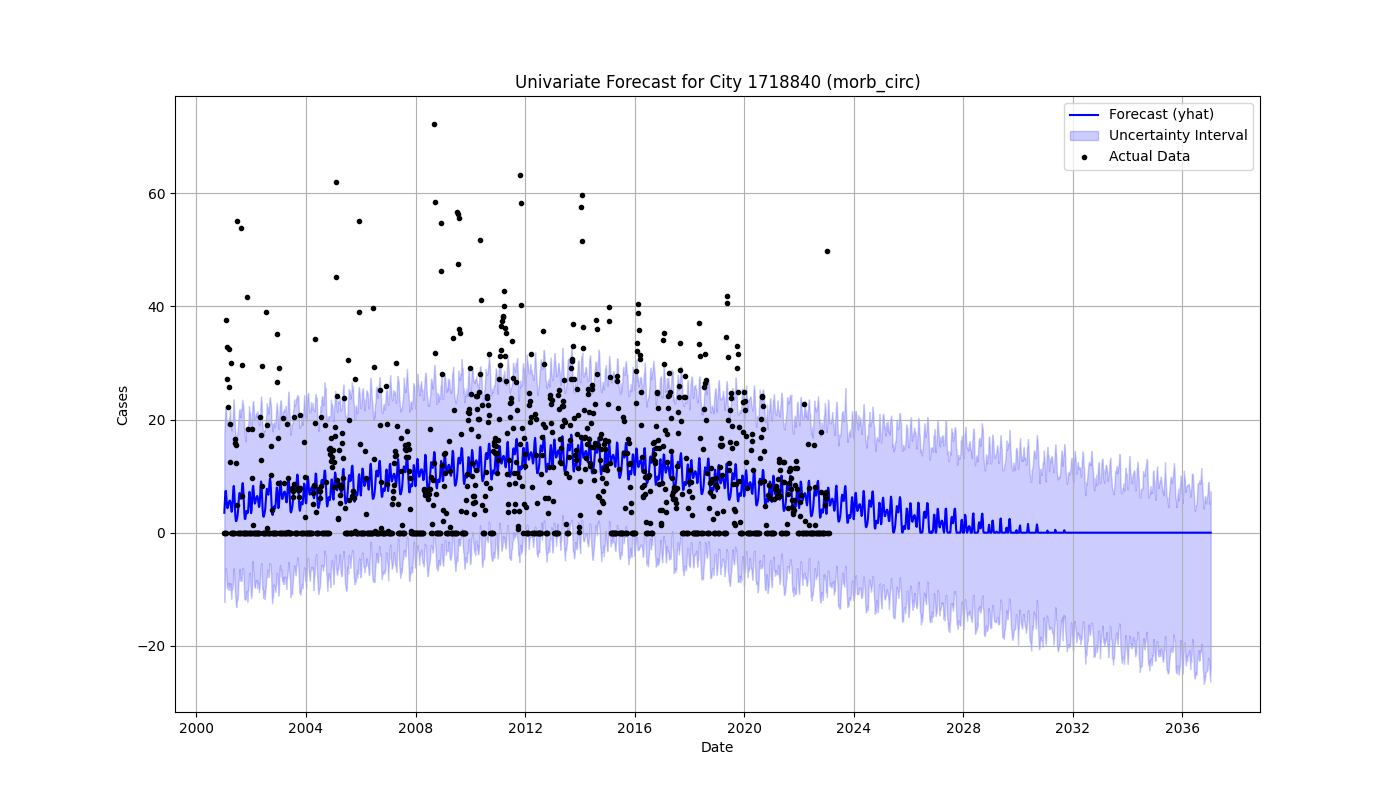 Univariate Forecast for City 1718840 (morb_circ)
Forecast (yhat)
Uncertainty Interval
Actual Data
Cases
60
40
20
0
−20
2000 2004 2008 2012 2016 2020 2024 2028 2032 2036
Date